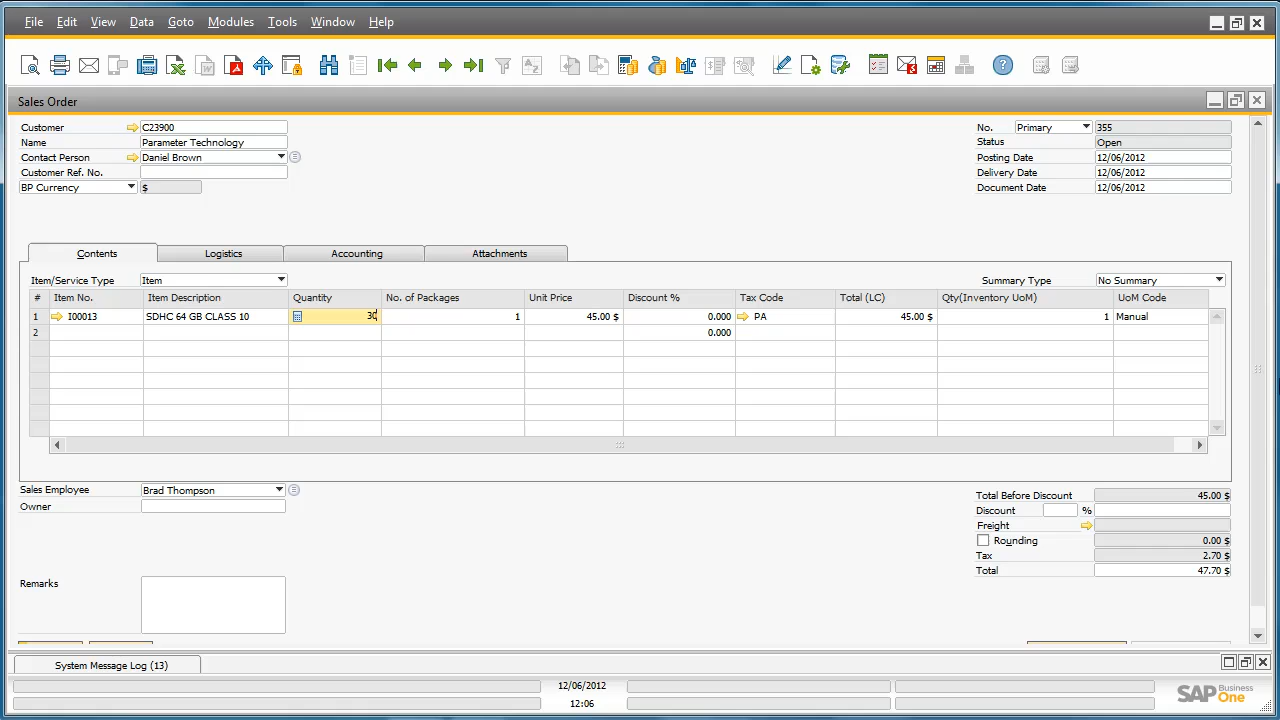 File Edit View Data Goto Modules Tools Window Help
Sales Order
Customer C23900 No. Primary 355
Name Parameter Technology Status Open
Contact Person Daniel Brown Posting Date 12/06/2012
Customer Ref. No. Delivery Date 12/06/2012
BP Currency $ Document Date 12/06/2012
Contents Logistics Accounting Attachments
Item/Service Type Item Summary Type No Summary
# Item No. Item Description Quantity No. of Packages Unit Price Discount % Tax Code Total (LC) Qty(Inventory UoM) UoM Code
1 I00013 SDHC 64 GB CLASS 10 30 1 45.00 $ 0.000 PA 45.00 $ 1 Manual
2 0.000
Sales Employee Brad Thompson Total Before Discount 45.00 $
Owner Discount %
Freight
Rounding 0.00 $
Tax 2.70 $
Remarks Total 47.70 $
System Message Log (13)
12/06/2012
12:06
SAP Business One